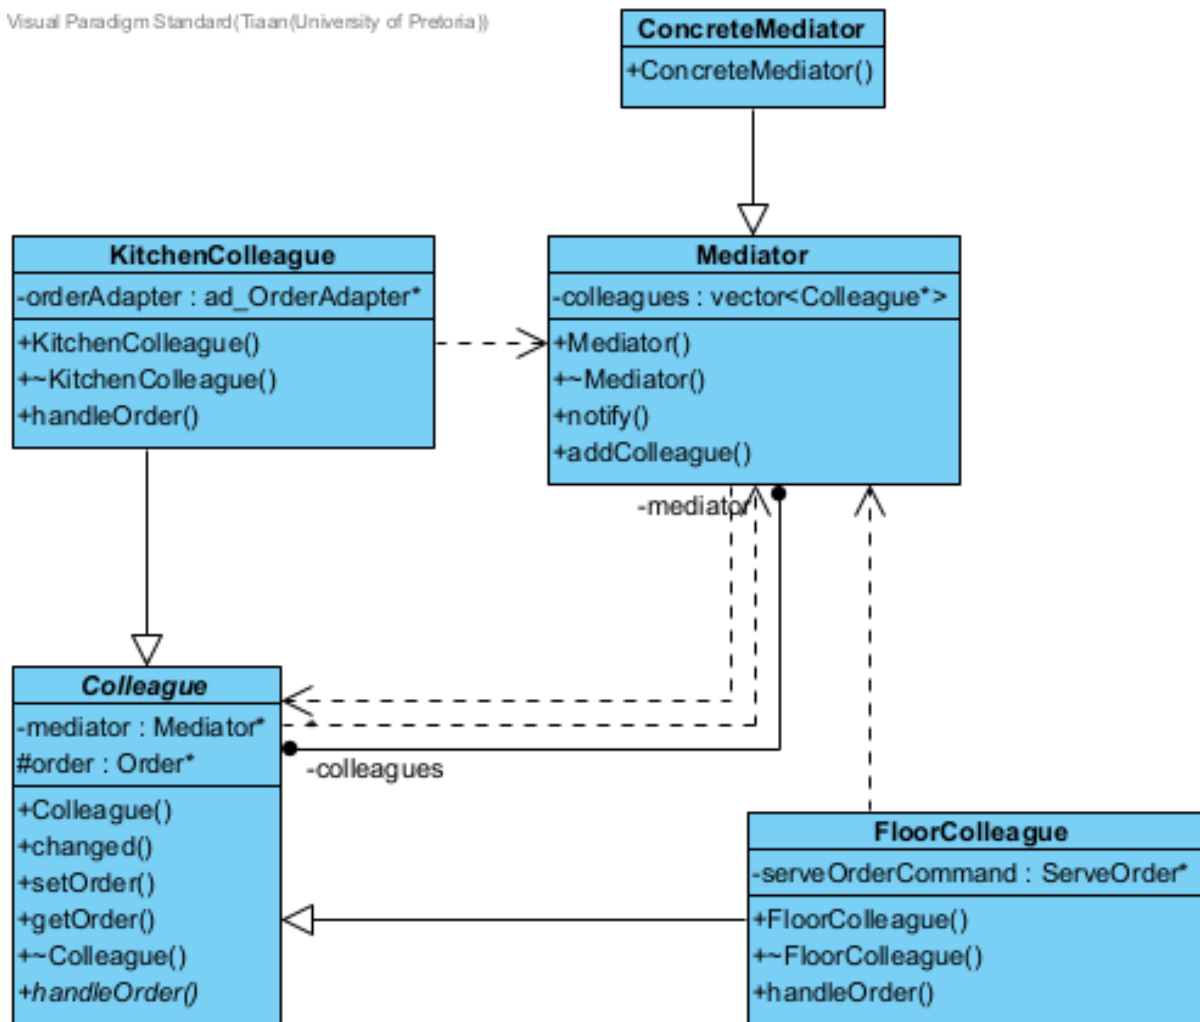 Visual Paradigm Standard(Tiaan(University of Pretoria))
ConcreteMediator
+ConcreteMediator()
KitchenColleague
-orderAdapter : ad_OrderAdapter*
+KitchenColleague()
+~KitchenColleague()
+handleOrder()
Mediator
-colleagues : vector<Colleague*>
+Mediator()
+~Mediator()
+notify()
+addColleague()
-mediator
Colleague
-mediator : Mediator*
#order : Order*
+Colleague()
+changed()
+setOrder()
+getOrder()
+~Colleague()
+handleOrder()
-colleagues
FloorColleague
-serveOrderCommand : ServeOrder*
+FloorColleague()
+~FloorColleague()
+handleOrder()